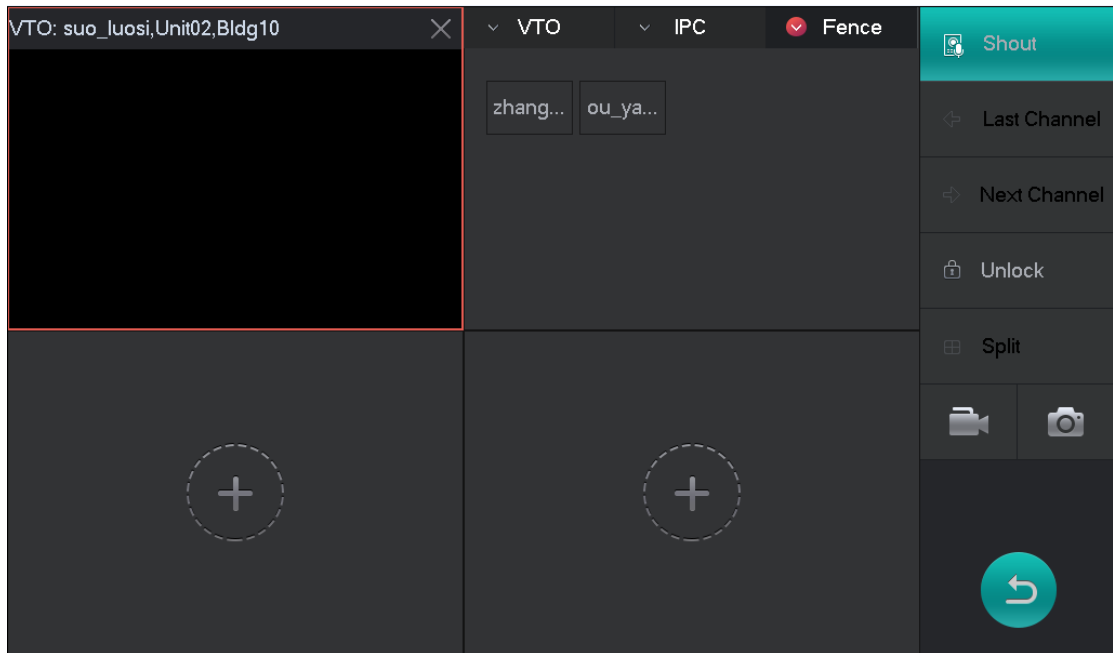 VTO: suo_luosi,Unit02,Bldg10
VTO
IPC
Fence
zhang...
ou_ya...
Shout
Last Channel
Next Channel
Unlock
Split